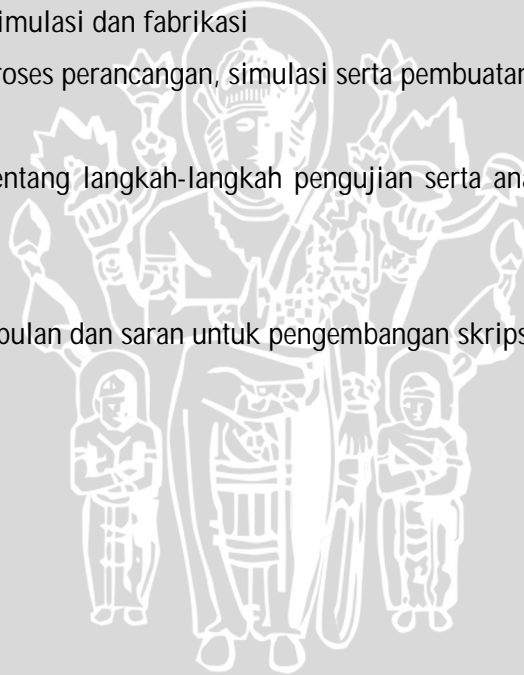 imulasi dan fabrikasi
roses perancangan, simulasi serta pembuatan
entang langkah-langkah pengujian serta ana
pulan dan saran untuk pengembangan skrips